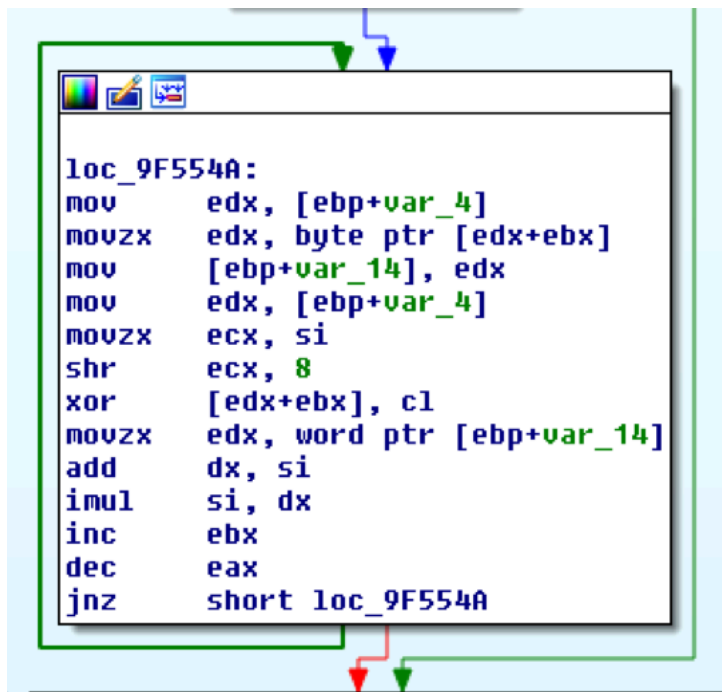 loc_9F554A:
mov     edx, [ebp+var_4]
movzx   edx, byte ptr [edx+ebx]
mov     [ebp+var_14], edx
mov     edx, [ebp+var_4]
movzx   ecx, si
shr     ecx, 8
xor     [edx+ebx], cl
movzx   edx, word ptr [ebp+var_14]
add     dx, si
imul    si, dx
inc     ebx
dec     eax
jnz     short loc_9F554A